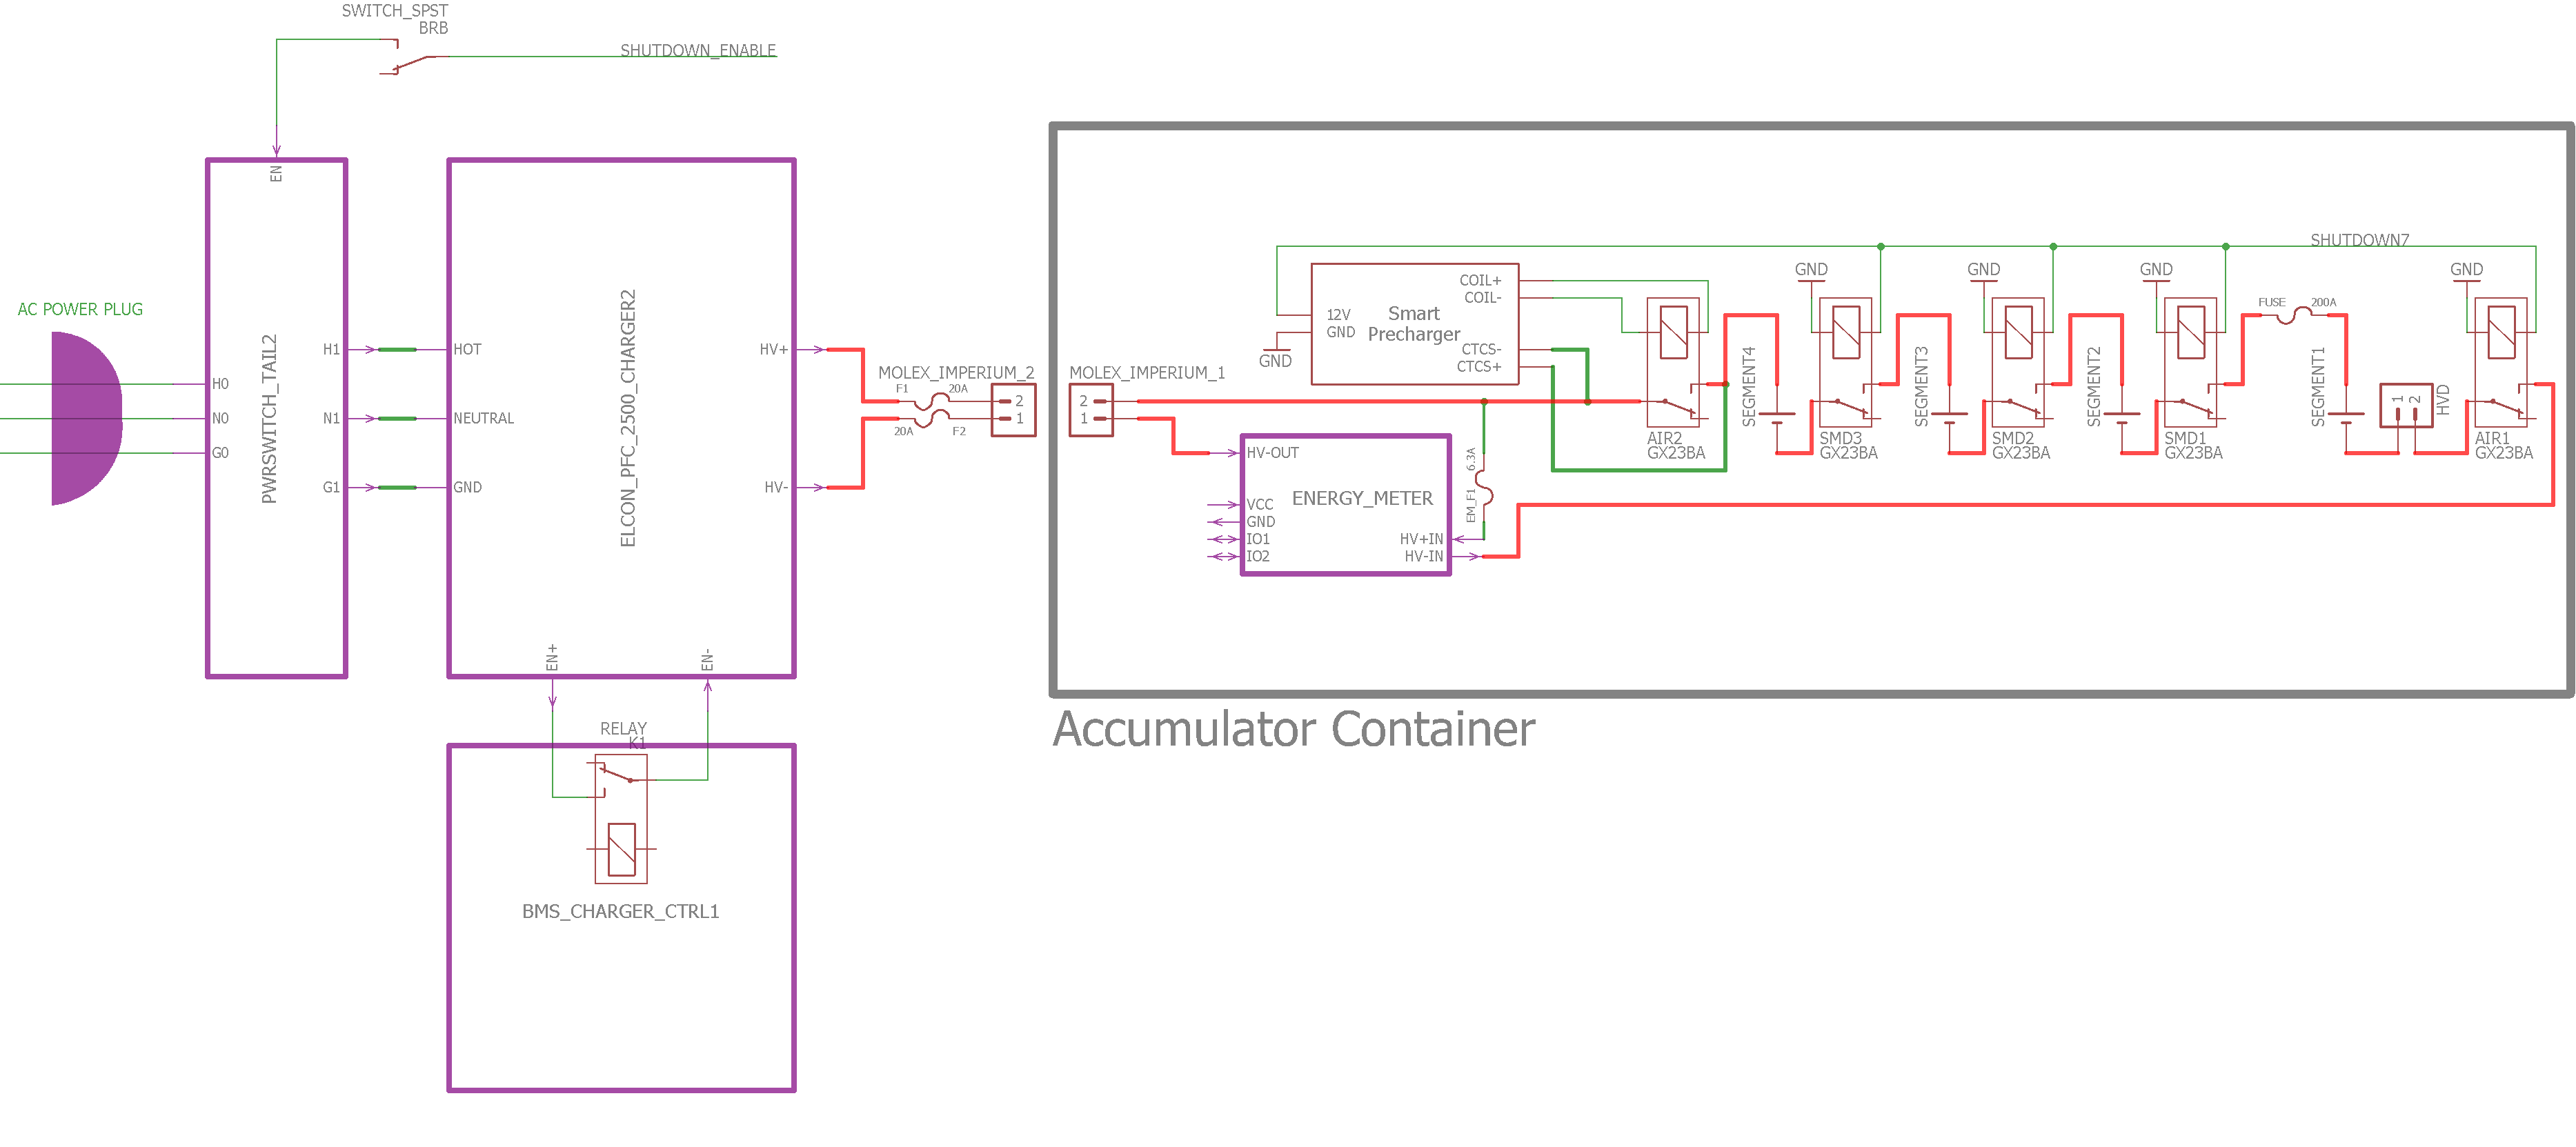 SWITCH_SPST
BRB
SHUTDOWN_ENABLE
EN
AC POWER PLUG
H0
N0
G0
PWRSWITCH_TAIL2
H1
N1
G1
HOT
NEUTRAL
GND
ELCON_PFC_2500_CHARGER2
HV+
HV-
EN+
EN-
RELAY
K1
BMS_CHARGER_CTRL1
MOLEX_IMPERIUM_2
F1 20A
20A F2
2
1
MOLEX_IMPERIUM_1
2
1
Accumulator Container
12V
GND
GND
Smart
Precharger
COIL+
COIL-
CTCS-
CTCS+
HV-OUT
VCC
GND
IO1
IO2
ENERGY_METER
HV+IN
HV-IN
EM_F1 6.3A
AIR2
GX23BA
SEGMENT4
GND
SMD3
GX23BA
SEGMENT3
GND
SMD2
GX23BA
SEGMENT2
GND
SMD1
GX23BA
SHUTDOWN7
FUSE 200A
SEGMENT1
1
2
HVD
GND
AIR1
GX23BA